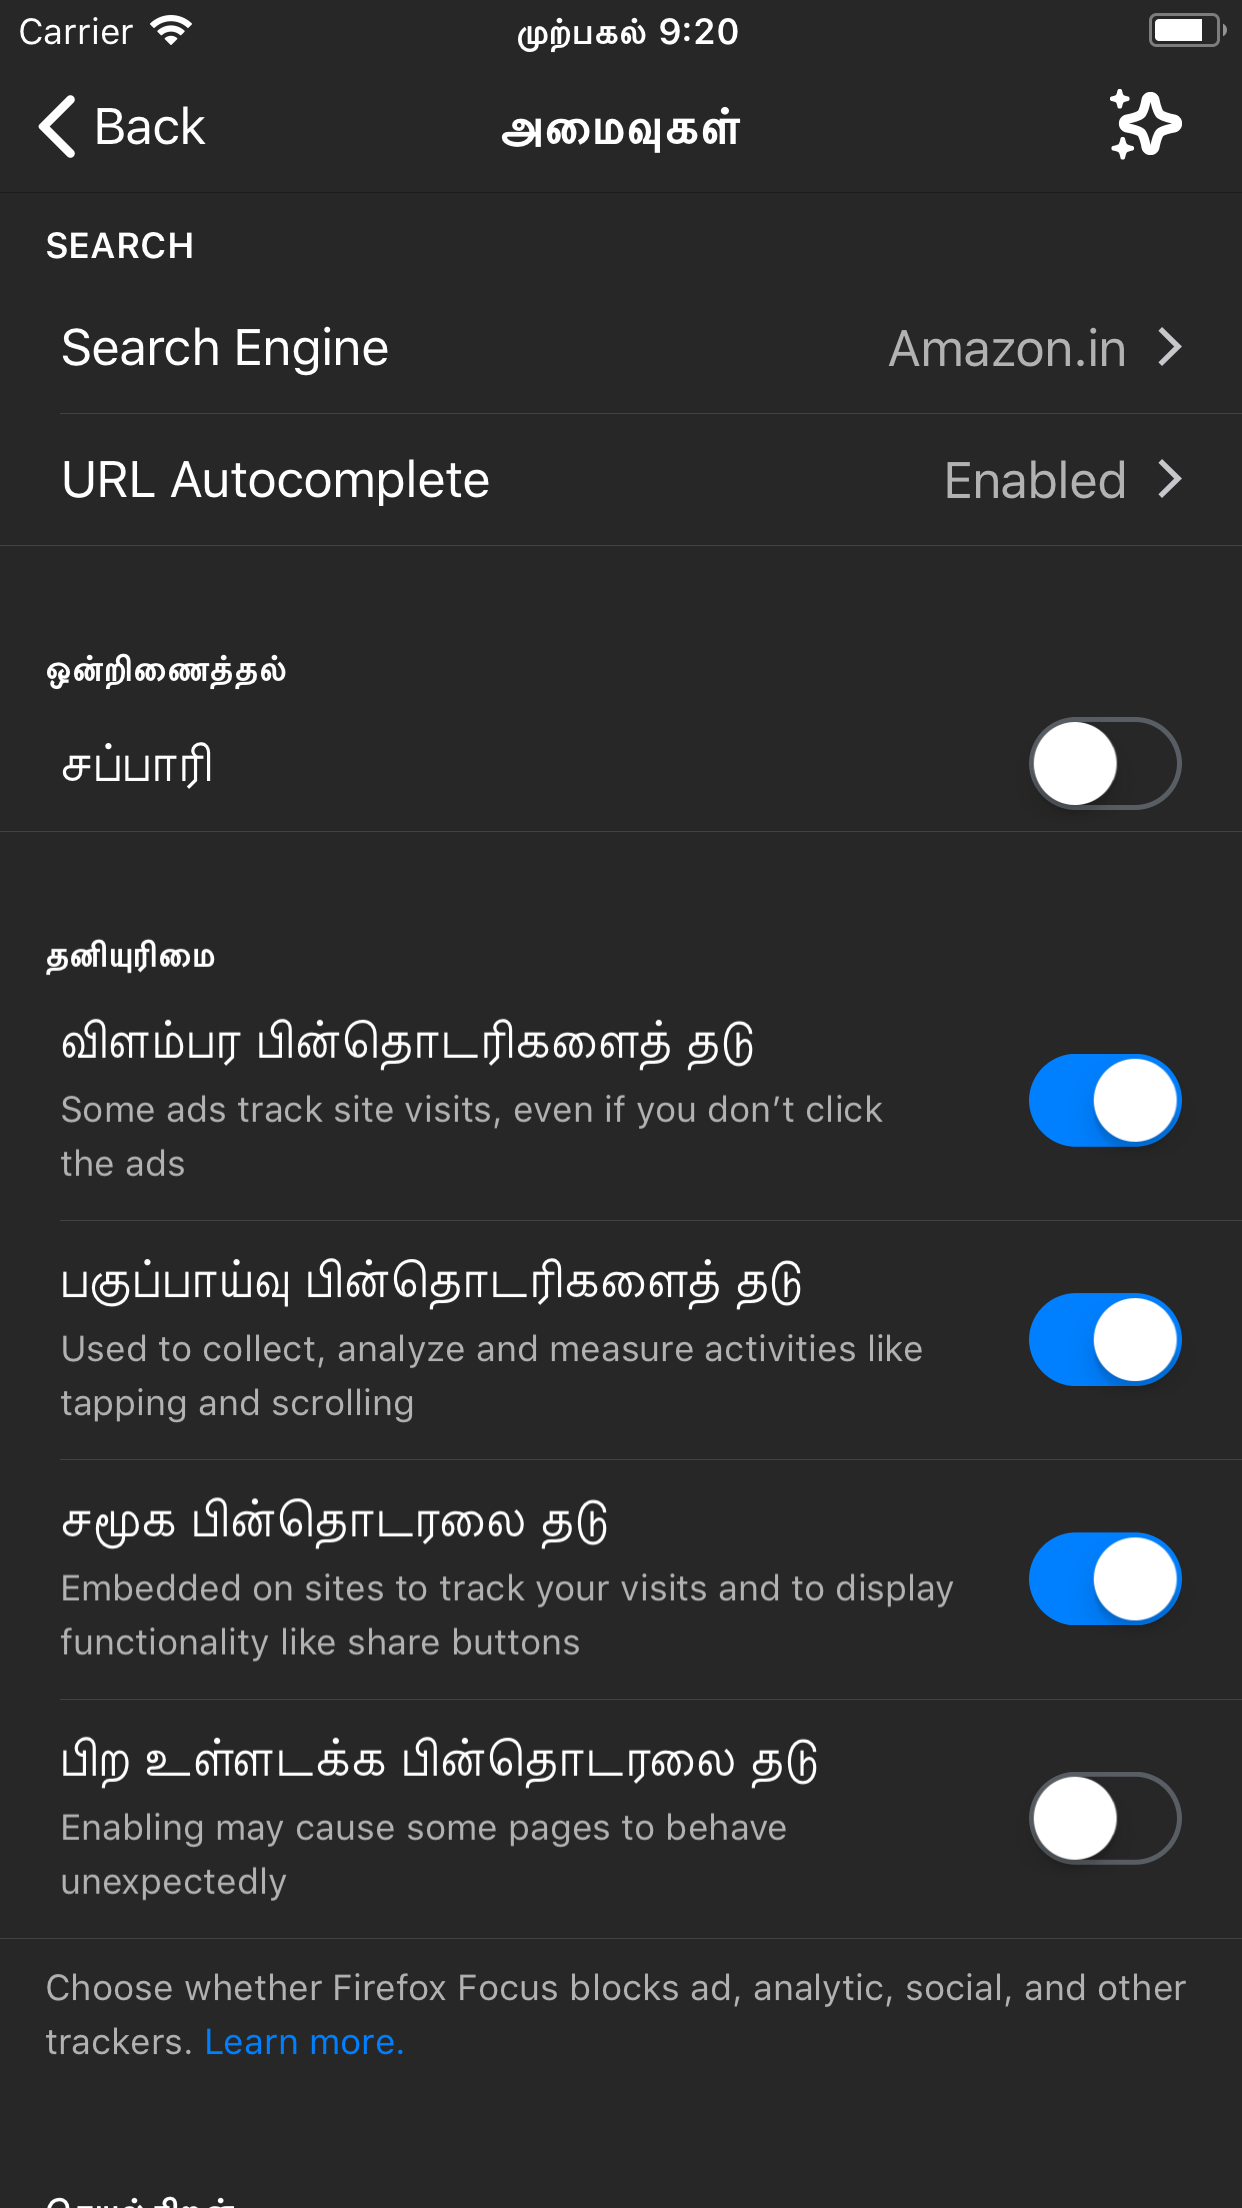 Carrier
முற்பகல் 9:20
Back
அமைவுகள்
SEARCH
Search Engine
Amazon.in
URL Autocomplete
Enabled
ஒன்றிணைத்தல்
சப்பாரி
தனியுரிமை
விளம்பர பின்தொடரிகளைத் தடு
Some ads track site visits, even if you don’t click
the ads
பகுப்பாய்வு பின்தொடரிகளைத் தடு
Used to collect, analyze and measure activities like
tapping and scrolling
சமூக பின்தொடரலை தடு
Embedded on sites to track your visits and to display
functionality like share buttons
பிற உள்ளடக்க பின்தொடரலை தடு
Enabling may cause some pages to behave
unexpectedly
Choose whether Firefox Focus blocks ad, analytic, social, and other
trackers. Learn more.